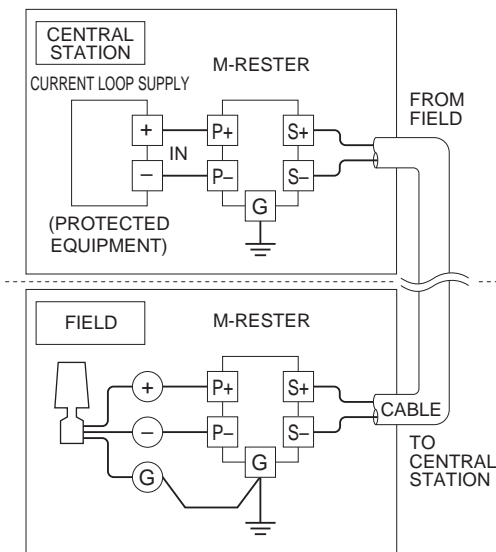 CENTRAL
STATION
M-RESTER
CURRENT LOOP SUPPLY
FROM
FIELD
+
P+
S+
IN
−
P−
S−
G
(PROTECTED
EQUIPMENT)
FIELD
M-RESTER
+
P+
S+
CABLE
−
P−
S−
G
G
TO
CENTRAL
STATION